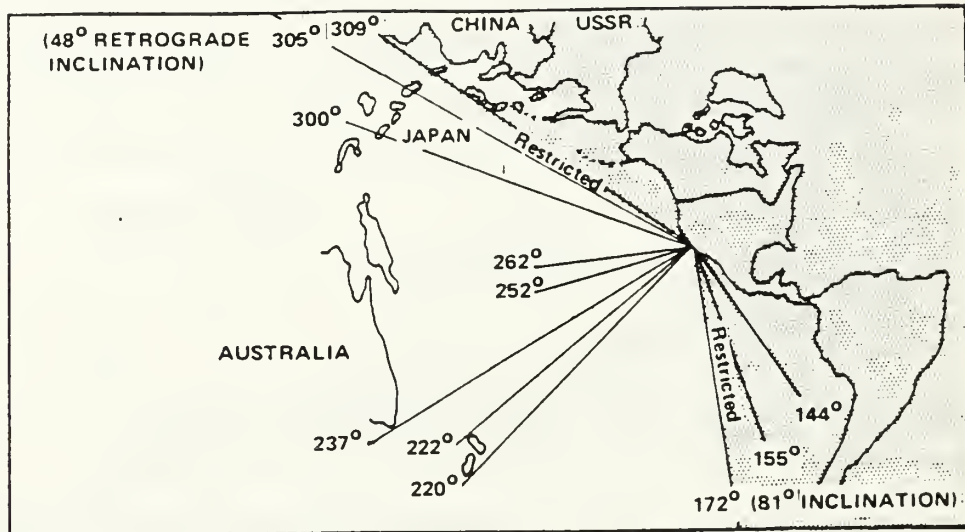 (48° RETROGRADE
INCLINATION)
305°
309°
CHINA
USSR
300°
JAPAN
Restricted
262°
252°
AUSTRALIA
237°
222°
220°
Restricted
144°
155°
172° (81° INCLINATION)